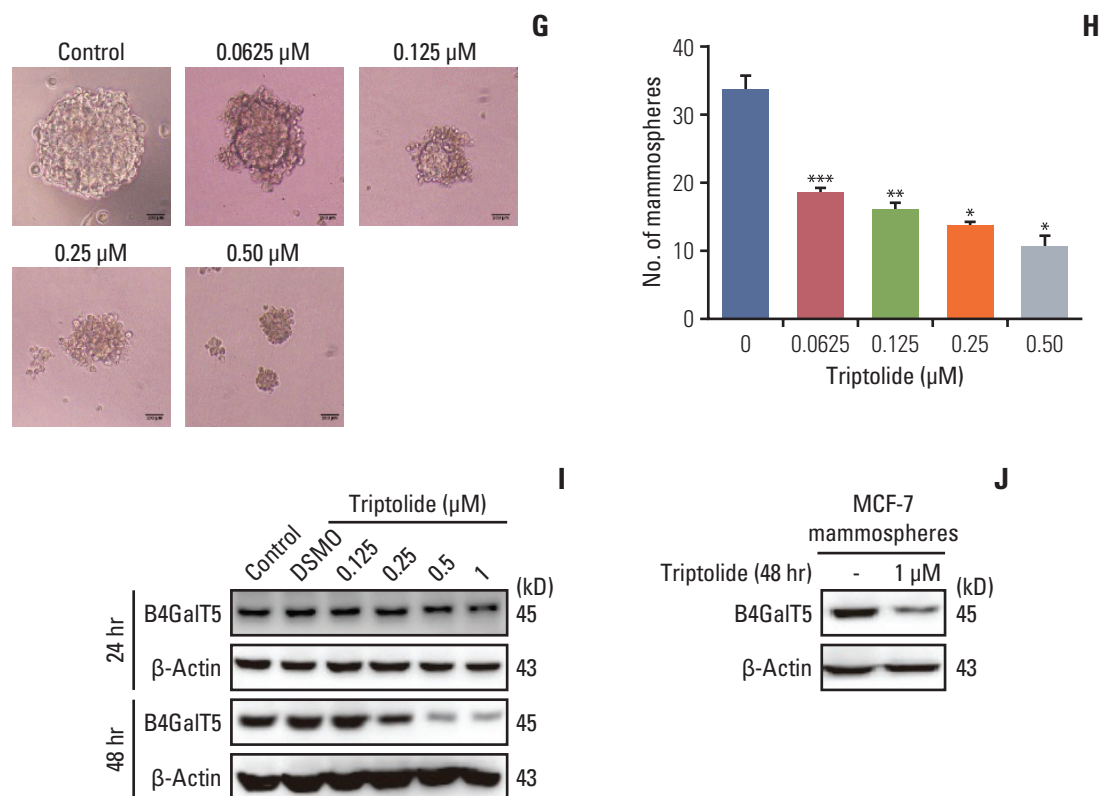 G
Control 0.0625 µM 0.125 µM
0.25 µM 0.50 µM
H
No. of mammospheres
40
30
20
10
0
*** ** * *
0 0.0625 0.125 0.25 0.50
Triptolide (µM)
I
Triptolide (µM)
Control DSMO 0.125 0.25 0.5 1 (kD)
24 hr
B4GalT5 45
β-Actin 43
48 hr
B4GalT5 45
β-Actin 43
J
MCF-7
mammospheres
Triptolide (48 hr) - 1 µM (kD)
B4GalT5 45
β-Actin 43